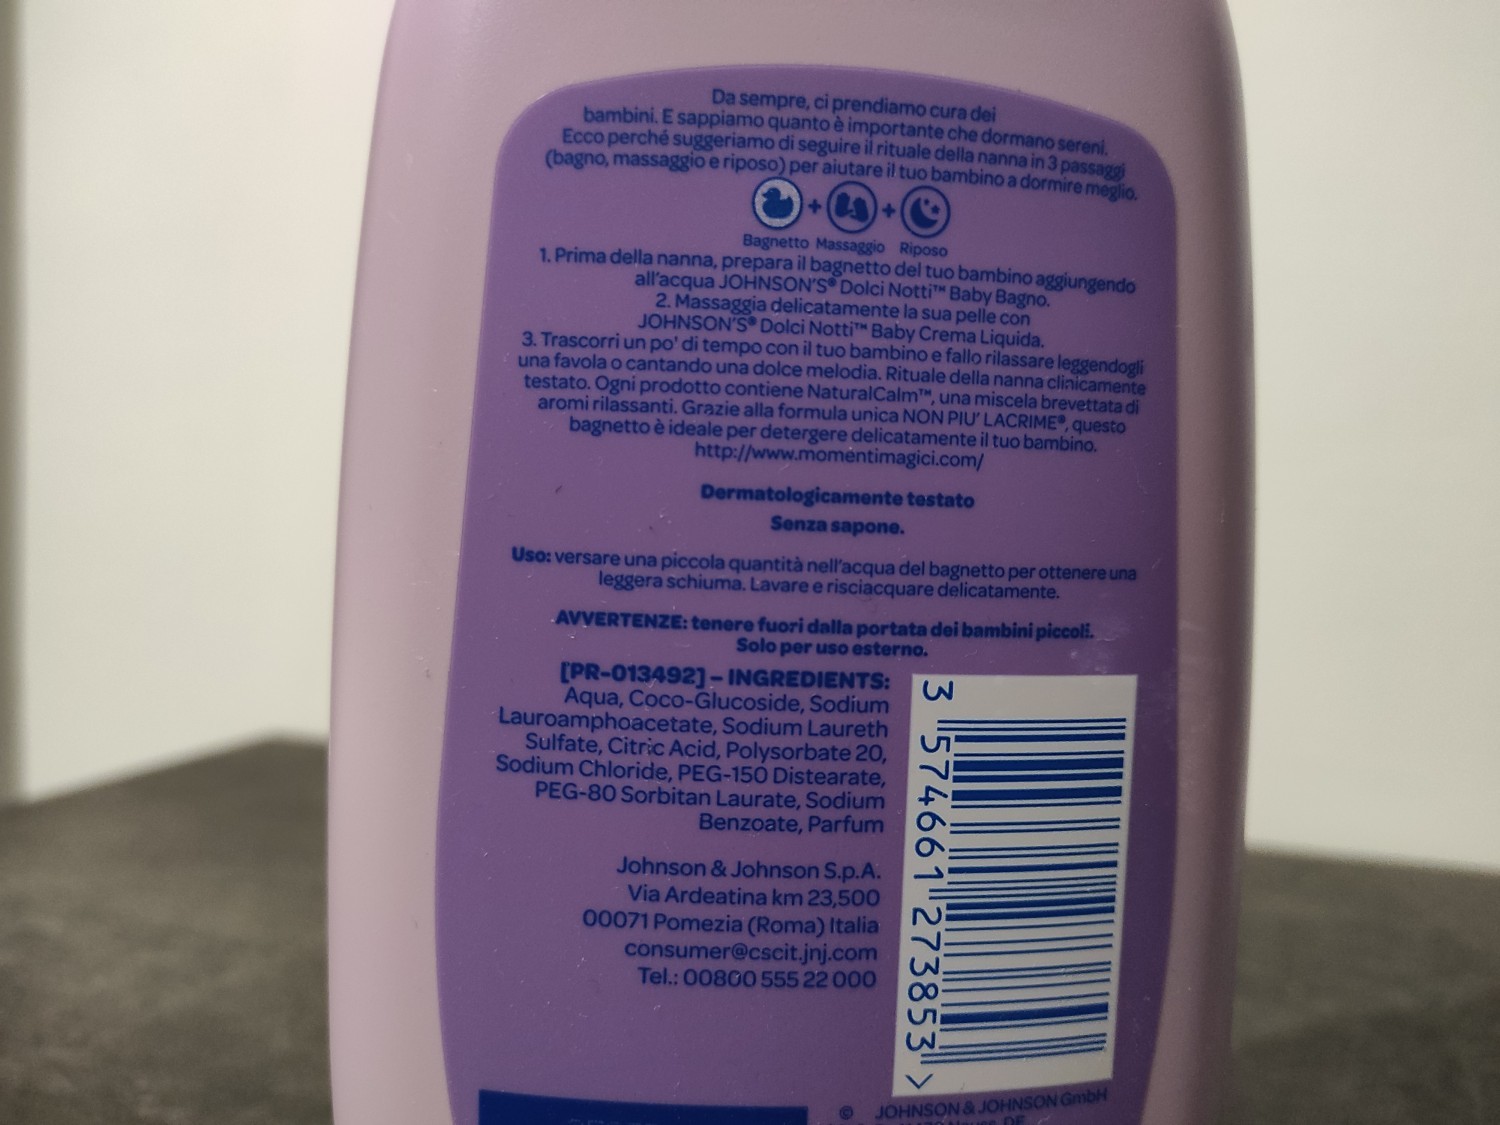 Da sempre, ci prendiamo cura dei
bambini. E sappiamo quanto è importante che dormano sereni.
Ecco perché suggeriamo di seguire il rituale della nanna in 3 passaggi
(bagno, massaggio e riposo) per aiutare il tuo bambino a dormire meglio.
+ +
Bagnetto Massaggio Riposo
1. Prima della nanna, prepara il bagnetto del tuo bambino aggiungendo
all'acqua JOHNSON'S® Dolci Notti™ Baby Bagno.
2. Massaggia delicatamente la sua pelle con
JOHNSON'S® Dolci Notti™ Baby Crema Liquida.
3. Trascorri un po' di tempo con il tuo bambino e fallo rilassare leggendogli
una favola o cantando una dolce melodia. Rituale della nanna clinicamente
testato. Ogni prodotto contiene NaturalCalm™, una miscela brevettata di
aromi rilassanti. Grazie alla formula unica NON PIU' LACRIME®, questo
bagnetto è ideale per detergere delicatamente il tuo bambino.
http://www.momentimagici.com/
Dermatologicamente testato
Senza sapone.
Uso: versare una piccola quantità nell'acqua del bagnetto per ottenere una
leggera schiuma. Lavare e risciacquare delicatamente.
AVVERTENZE: tenere fuori dalla portata dei bambini piccoli.
Solo per uso esterno.
[PR-013492] – INGREDIENTS:
Aqua, Coco-Glucoside, Sodium
Lauroamphoacetate, Sodium Laureth
Sulfate, Citric Acid, Polysorbate 20,
Sodium Chloride, PEG-150 Distearate,
PEG-80 Sorbitan Laurate, Sodium
Benzoate, Parfum
Johnson & Johnson S.p.A.
Via Ardeatina km 23,500
00071 Pomezia (Roma) Italia
consumer@cscit.jnj.com
Tel.: 00800 555 22 000
3 574661 273853 >
© JOHNSON & JOHNSON GmbH